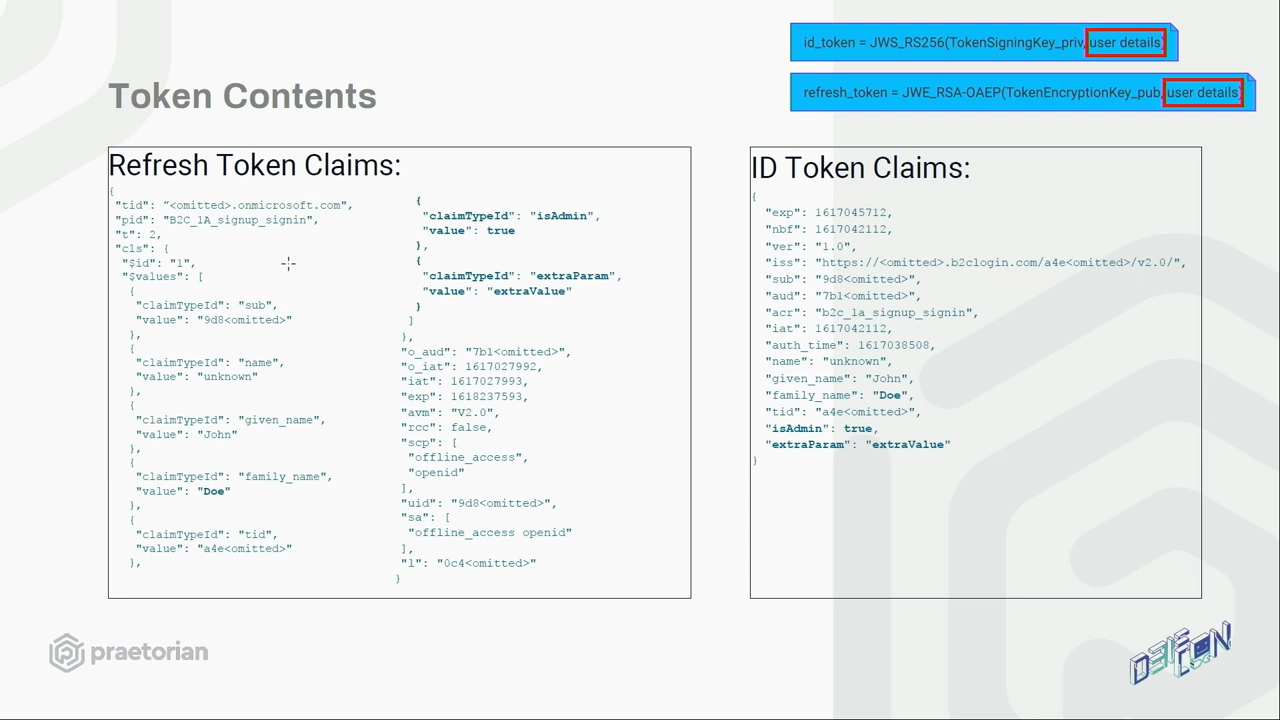 id_token = JWS_RS256(TokenSigningKey_priv, user details)
refresh_token = JWE_RSA-OAEP(TokenEncryptionKey_pub, user details)
Token Contents
Refresh Token Claims:
{
"tid": "<omitted>.onmicrosoft.com",
"pid": "B2C_1A_signup_signin",
"t": 2,
"cls": {
"$id": "1",
"$values": [
{
"claimTypeId": "sub",
"value": "9d8<omitted>"
},
{
"claimTypeId": "name",
"value": "unknown"
},
{
"claimTypeId": "given_name",
"value": "John"
},
{
"claimTypeId": "family_name",
"value": "Doe"
},
{
"claimTypeId": "tid",
"value": "a4e<omitted>"
},
{
"claimTypeId": "isAdmin",
"value": true
},
{
"claimTypeId": "extraParam",
"value": "extraValue"
}
]
},
"o_aud": "7b1<omitted>",
"o_iat": 1617027992,
"iat": 1617027993,
"exp": 1618237593,
"avm": "V2.0",
"rcc": false,
"scp": [
"offline_access",
"openid"
],
"uid": "9d8<omitted>",
"sa": [
"offline_access openid"
],
"l": "0c4<omitted>"
}
ID Token Claims:
{
"exp": 1617045712,
"nbf": 1617042112,
"ver": "1.0",
"iss": "https://<omitted>.b2clogin.com/a4e<omitted>/v2.0/",
"sub": "9d8<omitted>",
"aud": "7b1<omitted>",
"acr": "b2c_1a_signup_signin",
"iat": 1617042112,
"auth_time": 1617038508,
"name": "unknown",
"given_name": "John",
"family_name": "Doe",
"tid": "a4e<omitted>",
"isAdmin": true,
"extraParam": "extraValue"
}
praetorian
DEF CON